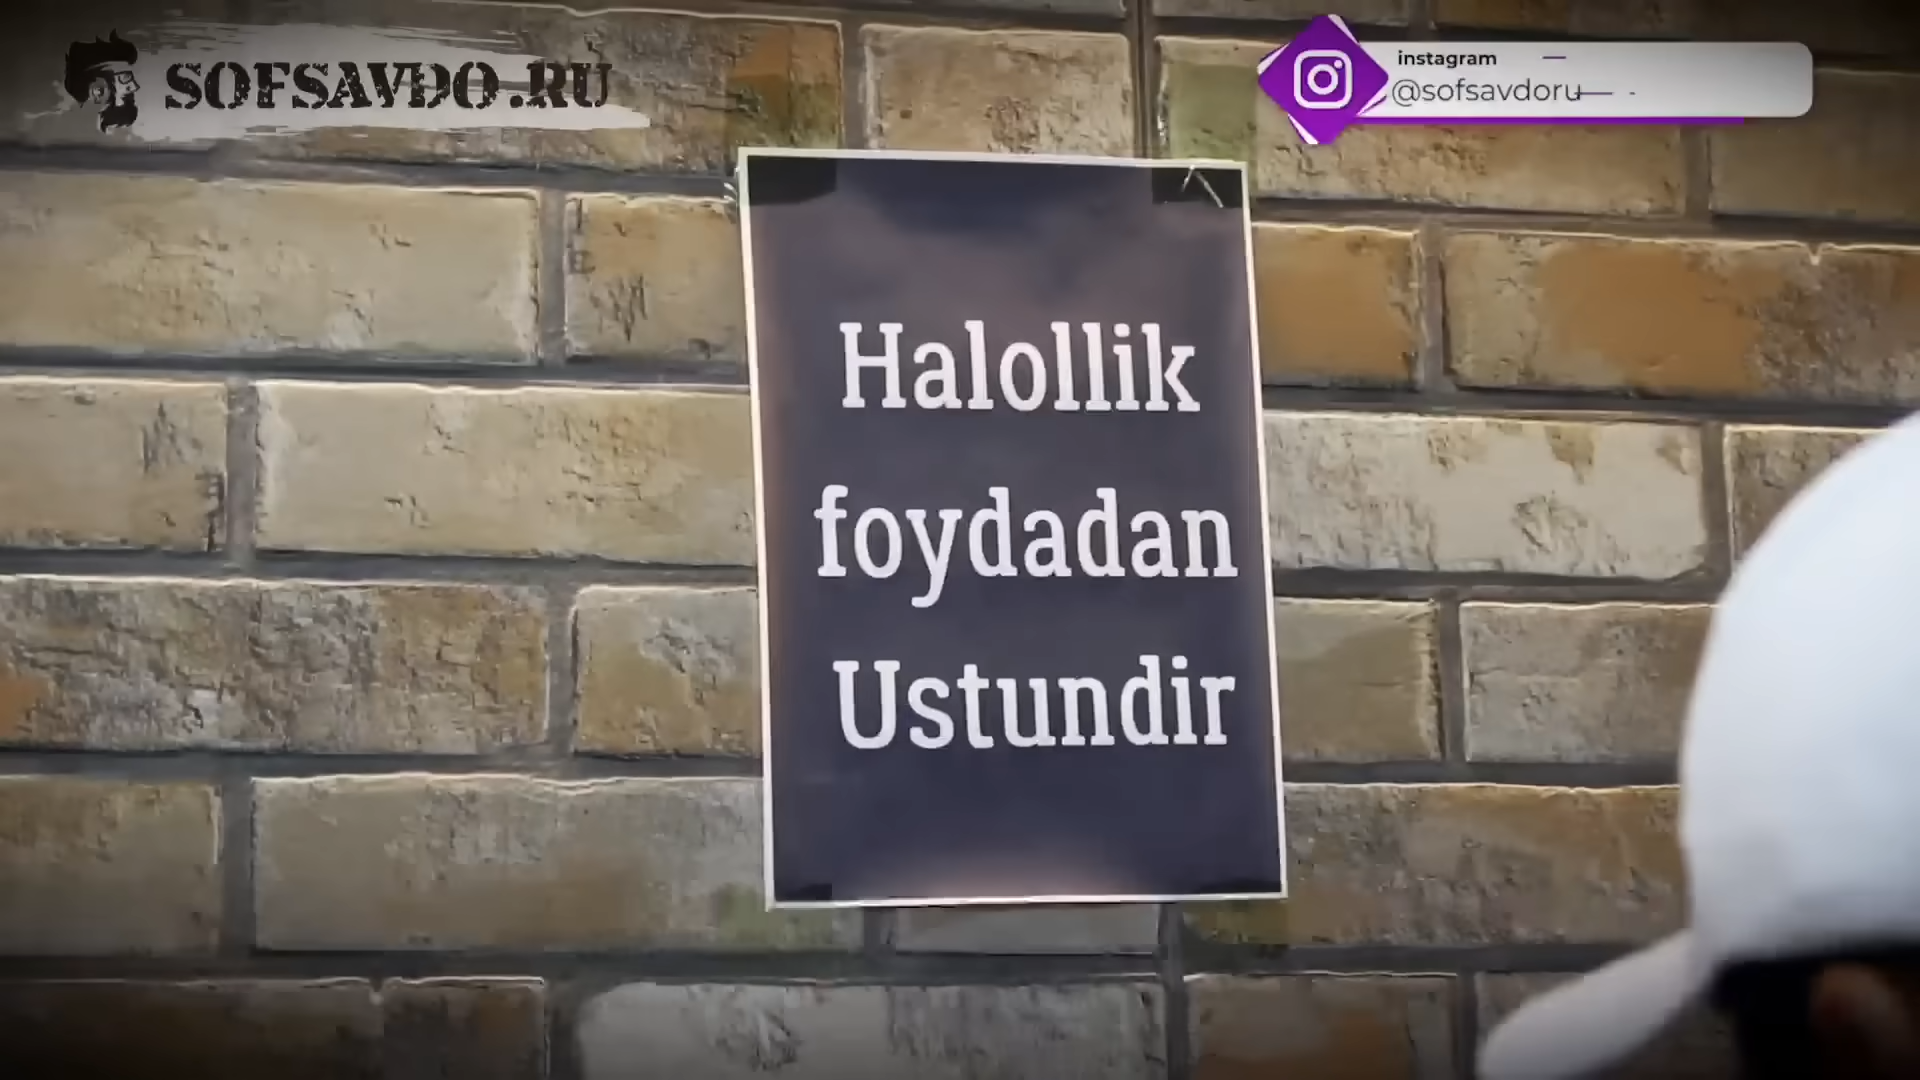 SOFSAVDO.RU
instagram
@sofsavdoru
Halollik
foydadan
Ustundir